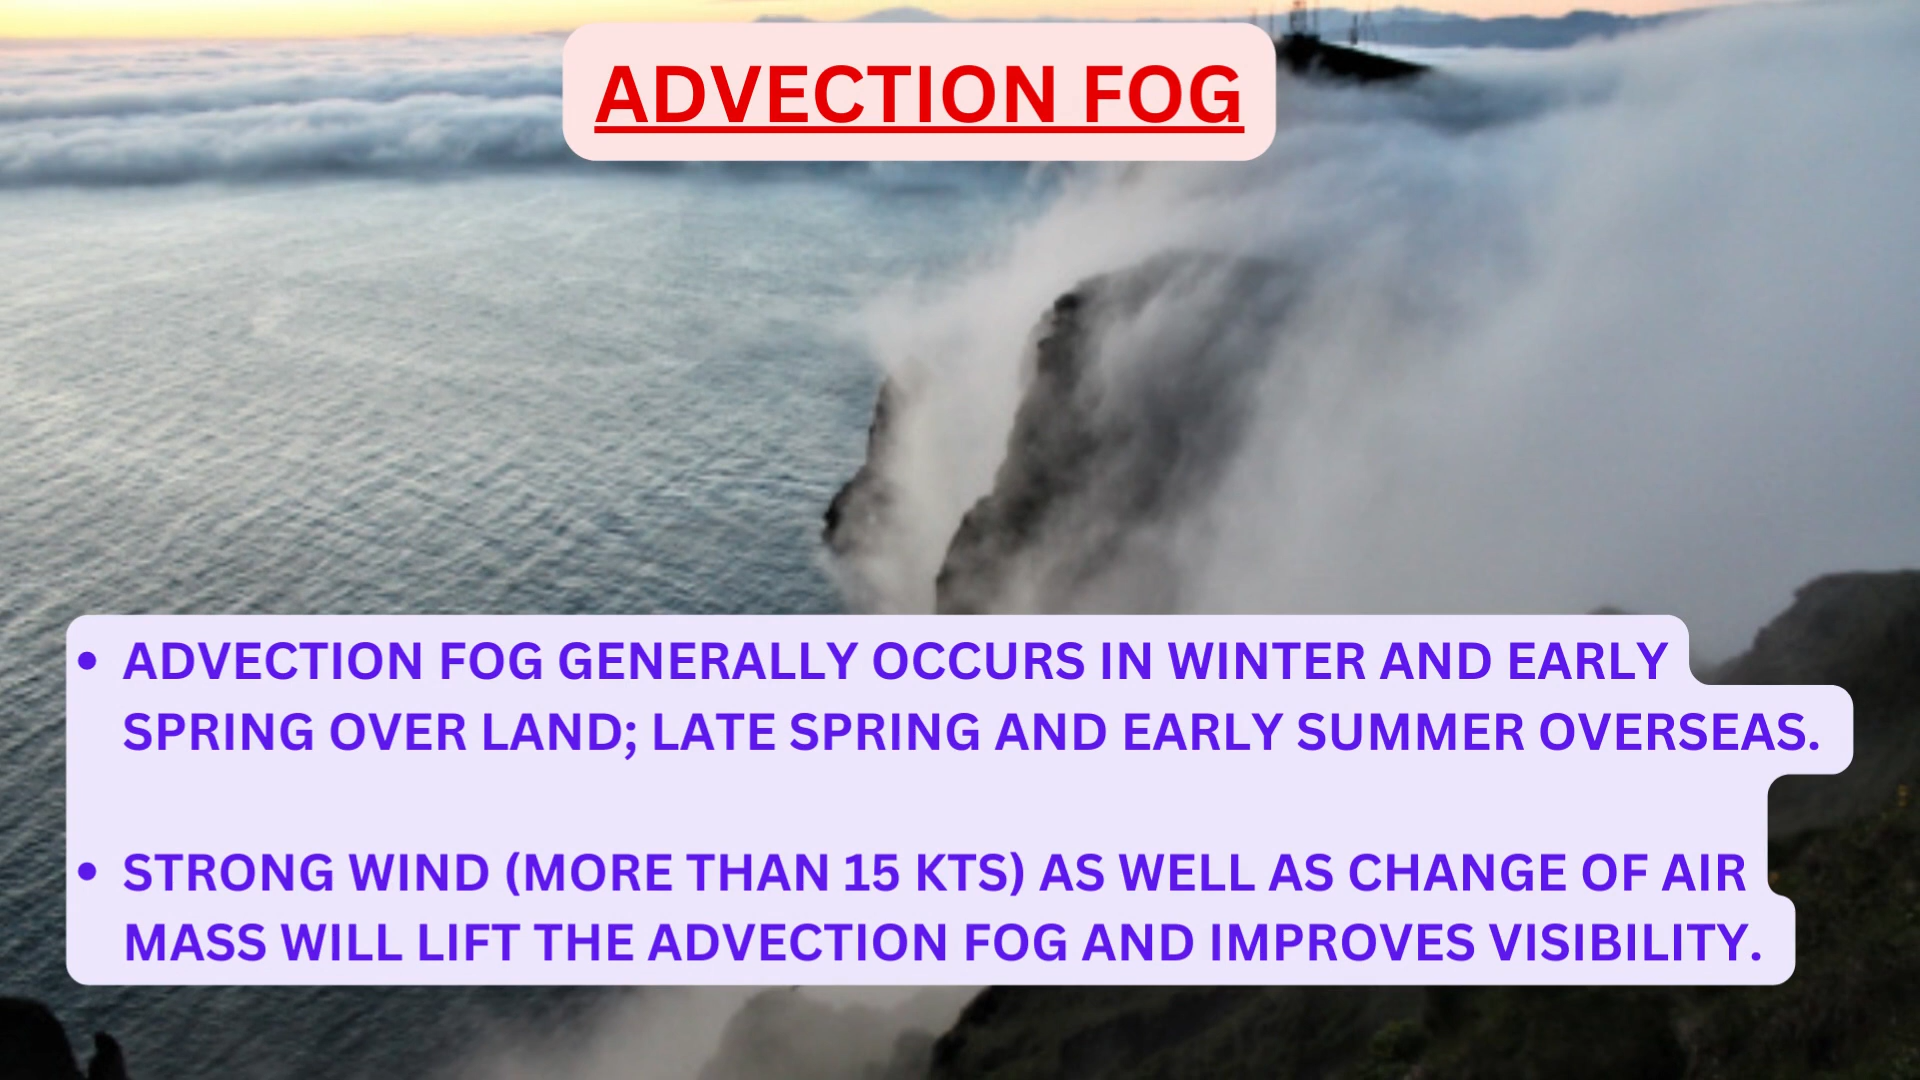 ADVECTION FOG
• ADVECTION FOG GENERALLY OCCURS IN WINTER AND EARLY
SPRING OVER LAND; LATE SPRING AND EARLY SUMMER OVERSEAS.
• STRONG WIND (MORE THAN 15 KTS) AS WELL AS CHANGE OF AIR
MASS WILL LIFT THE ADVECTION FOG AND IMPROVES VISIBILITY.